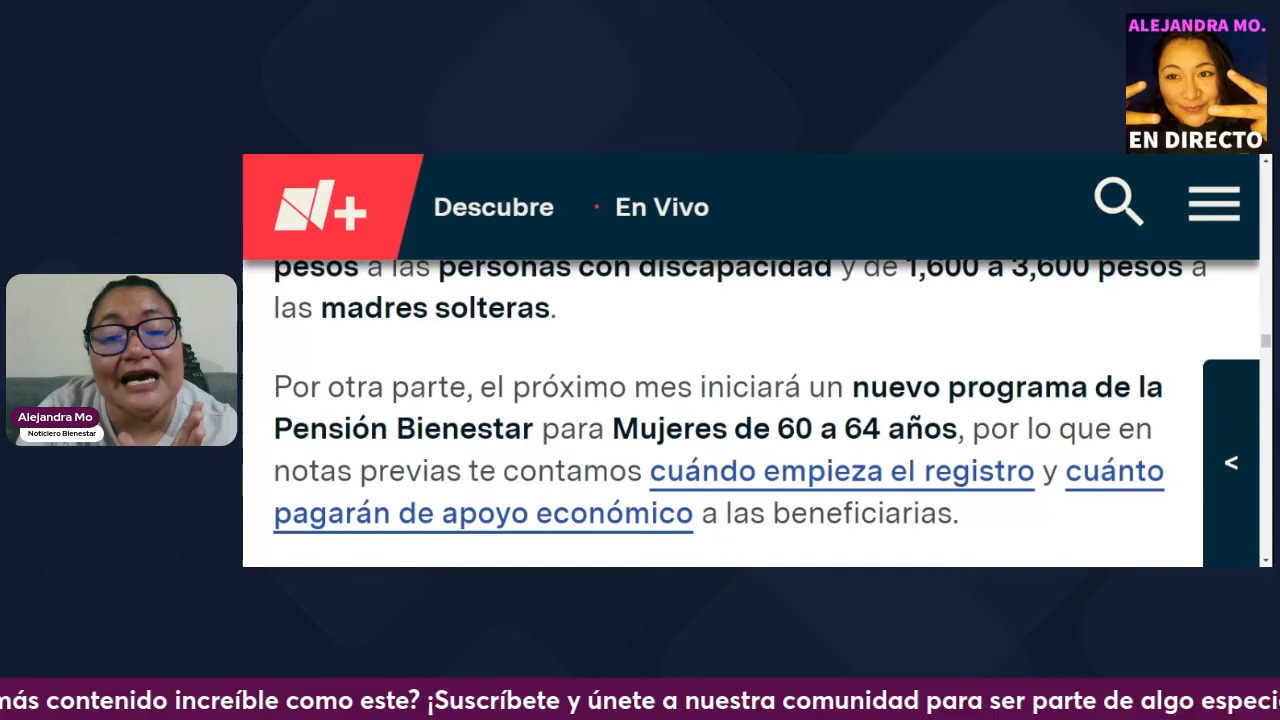 ALEJANDRA MO.
EN DIRECTO
N+
Descubre
En Vivo
pesos a las personas con discapacidad y de 1,600 a 3,600 pesos a
las madres solteras.
Por otra parte, el próximo mes iniciará un nuevo programa de la
Pensión Bienestar para Mujeres de 60 a 64 años, por lo que en
notas previas te contamos cuándo empieza el registro y cuánto
pagarán de apoyo económico a las beneficiarias.
<
Alejandra Mo
Noticiero Bienestar
más contenido increíble como este? ¡Suscríbete y únete a nuestra comunidad para ser parte de algo especi